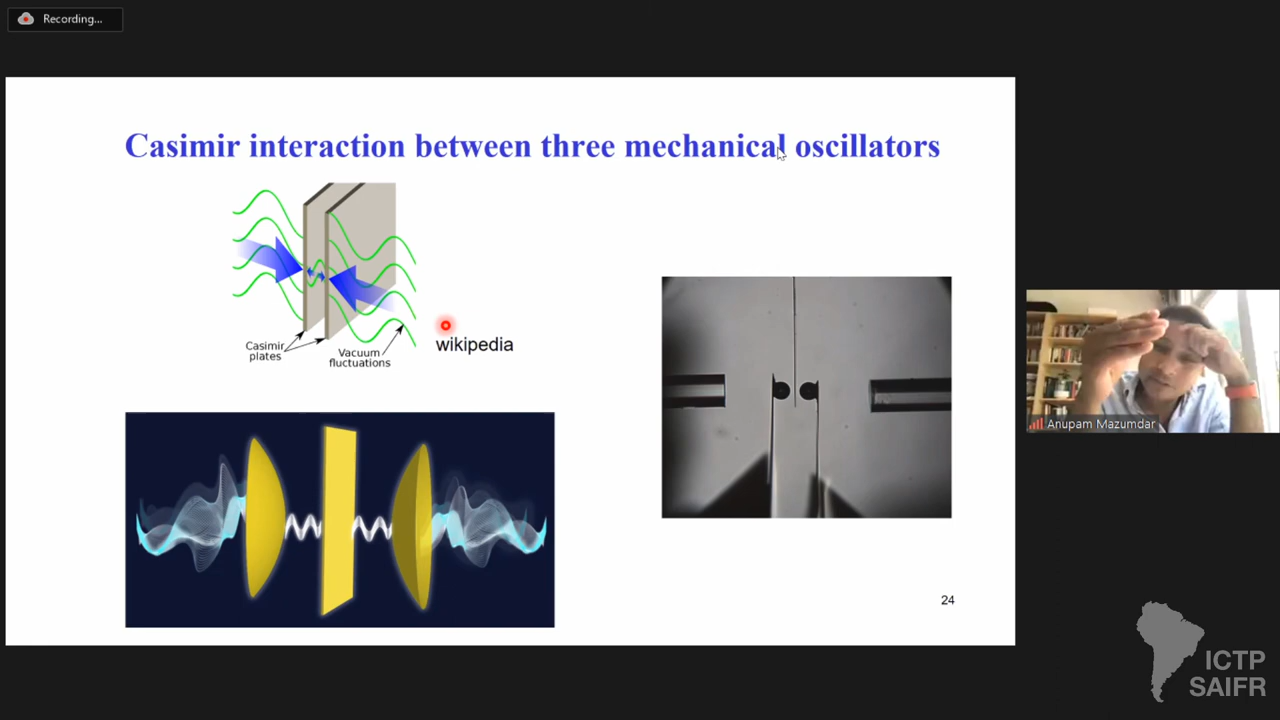 Recording...
Casimir interaction between three mechanical oscillators
Casimir
plates
Vacuum
fluctuations
wikipedia
Anupam Mazumdar
24
ICTP
SAIFR